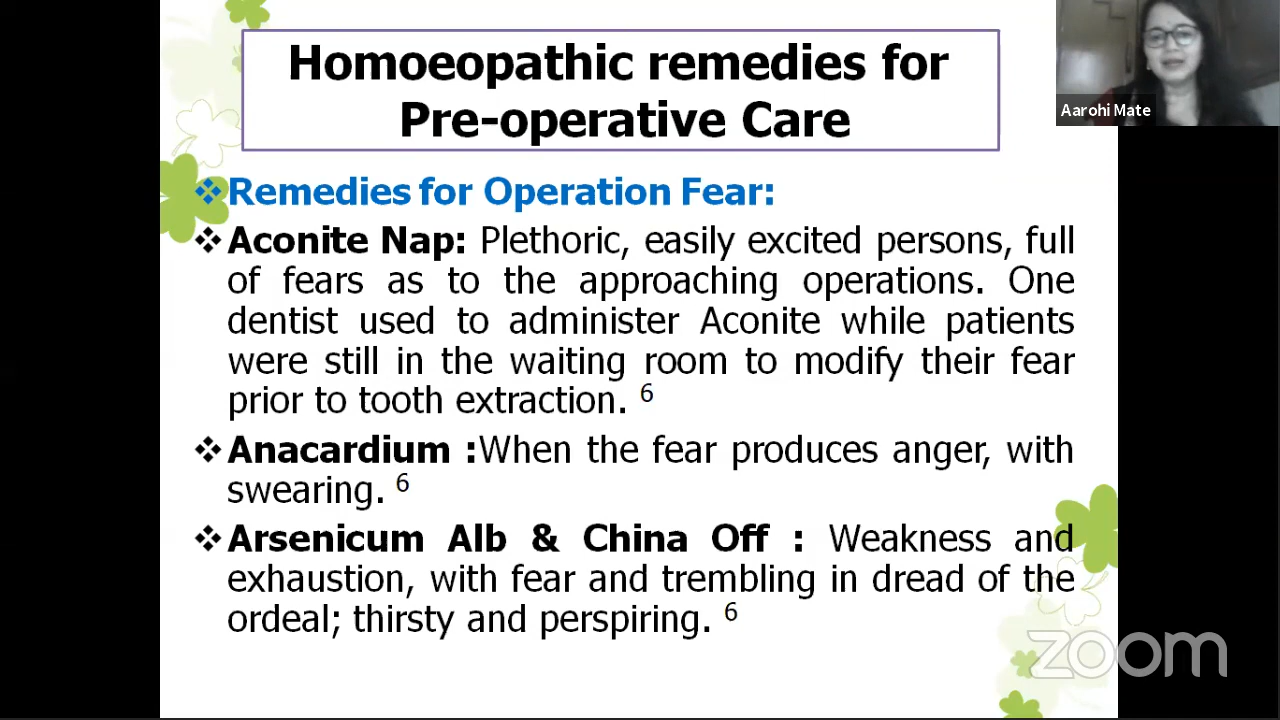 Homoeopathic remedies for
Pre-operative Care
Aarohi Mate
❖Remedies for Operation Fear:
❖Aconite Nap: Plethoric, easily excited persons, full
of fears as to the approaching operations. One
dentist used to administer Aconite while patients
were still in the waiting room to modify their fear
prior to tooth extraction. 6
❖Anacardium :When the fear produces anger, with
swearing. 6
❖Arsenicum Alb & China Off : Weakness and
exhaustion, with fear and trembling in dread of the
ordeal; thirsty and perspiring. 6
zoom